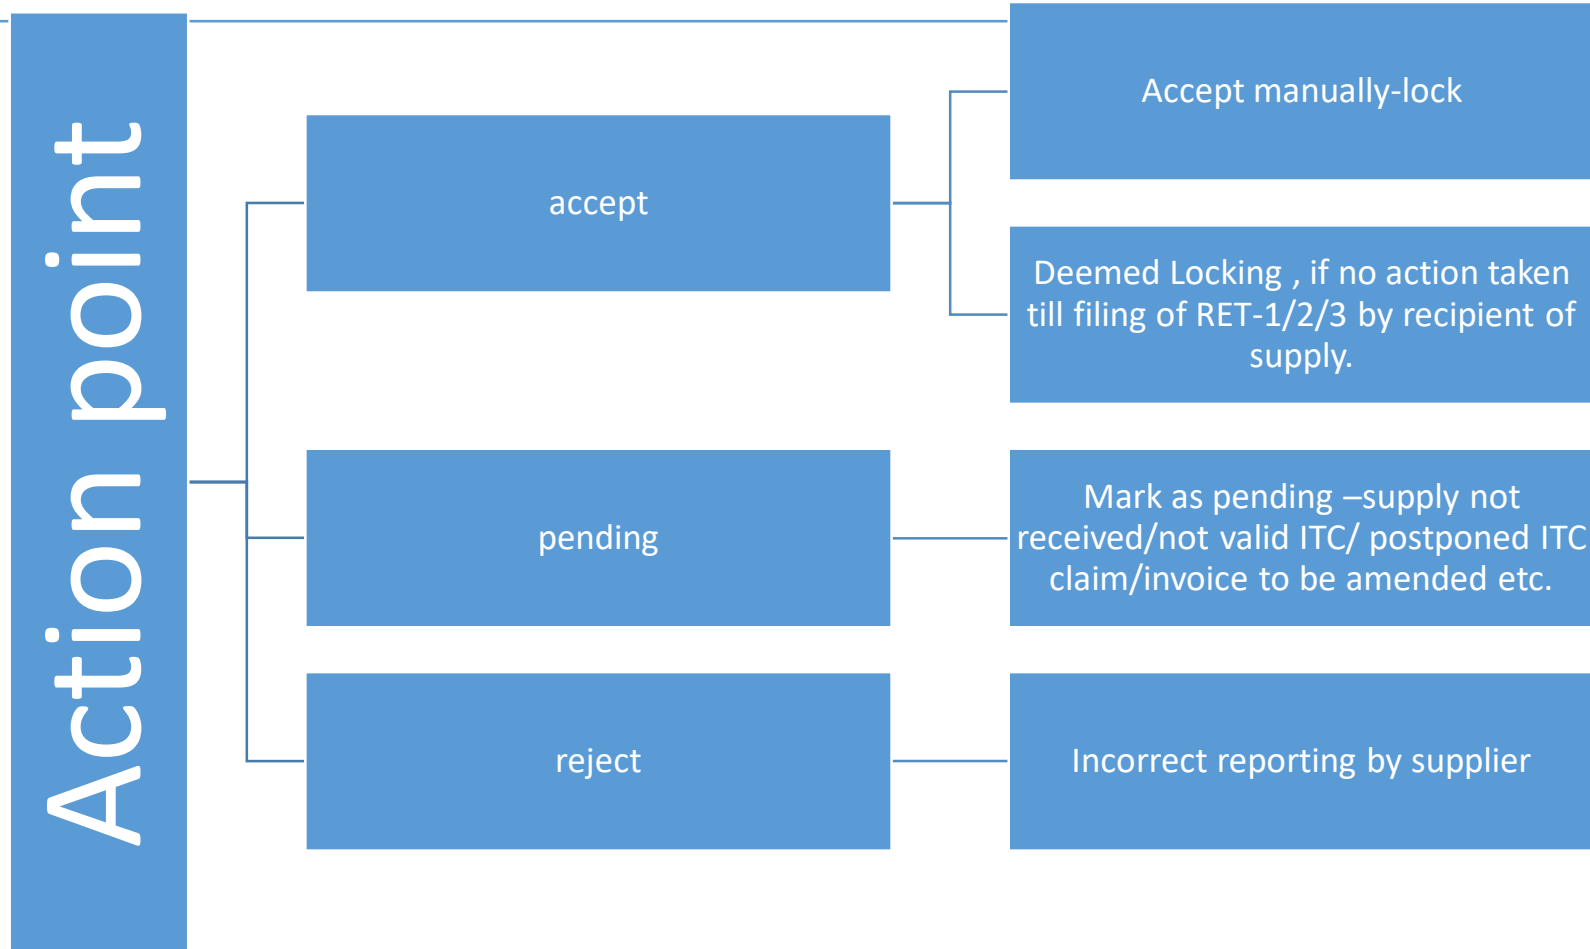 Action point
accept
Accept manually-lock
Deemed Locking , if no action taken
till filing of RET-1/2/3 by recipient of
supply.
pending
Mark as pending –supply not
received/not valid ITC/ postponed ITC
claim/invoice to be amended etc.
reject
Incorrect reporting by supplier